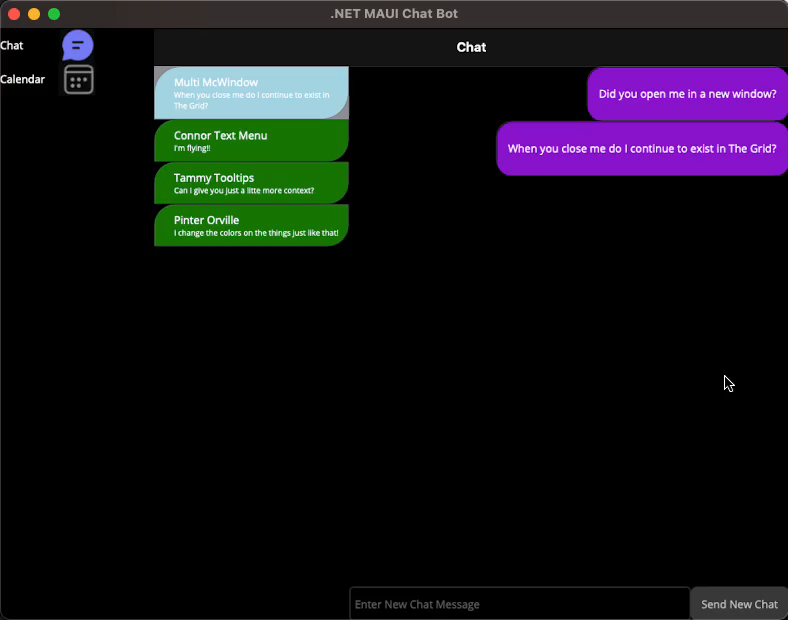 .NET MAUI Chat Bot
Chat
Calendar
Chat
Multi McWindow
When you close me do I continue to exist in
The Grid?
Connor Text Menu
I'm flying!!
Tammy Tooltips
Can I give you just a litte more context?
Pinter Orville
I change the colors on the things just like that!
Did you open me in a new window?
When you close me do I continue to exist in The Grid?
Enter New Chat Message
Send New Chat